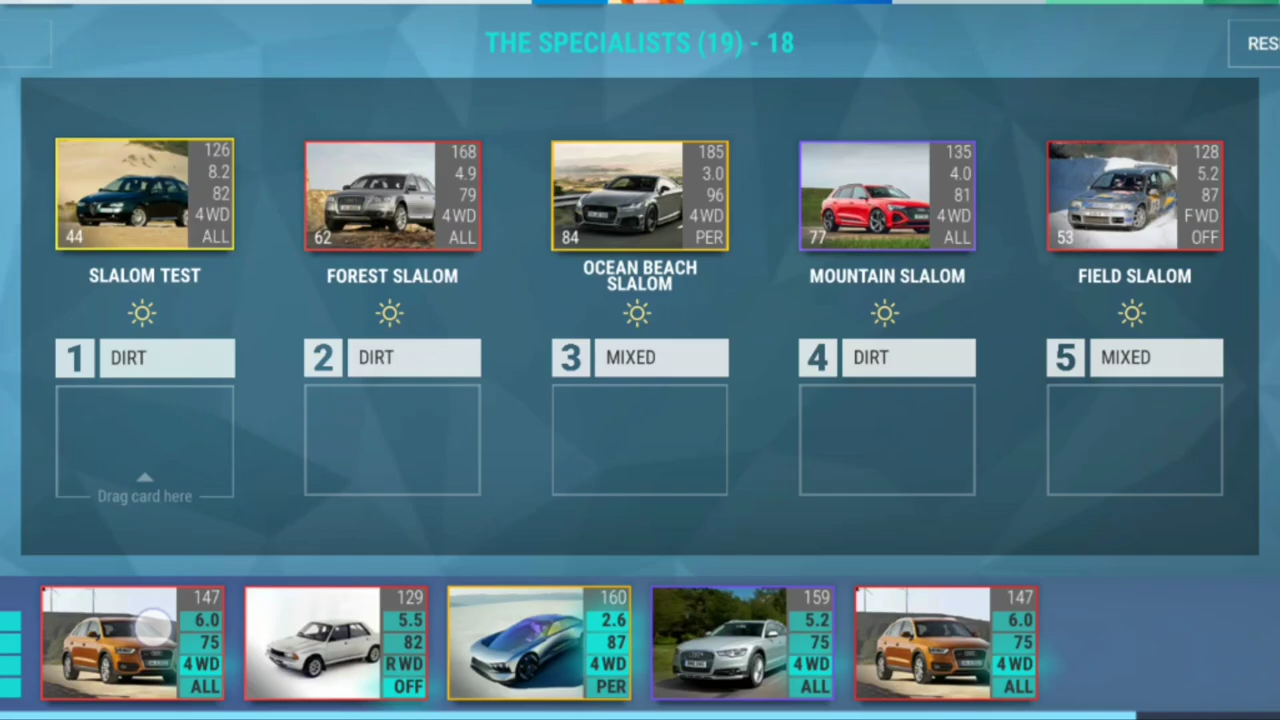 THE SPECIALISTS (19) - 18
RES
126
8.2
82
4WD
ALL
44
168
4.9
79
4WD
ALL
62
185
3.0
96
4WD
PER
84
135
4.0
81
4WD
ALL
77
128
5.2
87
FWD
OFF
53
SLALOM TEST
FOREST SLALOM
OCEAN BEACH
SLALOM
MOUNTAIN SLALOM
FIELD SLALOM
1 DIRT
2 DIRT
3 MIXED
4 DIRT
5 MIXED
Drag card here
147
6.0
75
4WD
ALL
129
5.5
82
RWD
OFF
160
2.6
87
4WD
PER
159
5.2
75
4WD
ALL
147
6.0
75
4WD
ALL